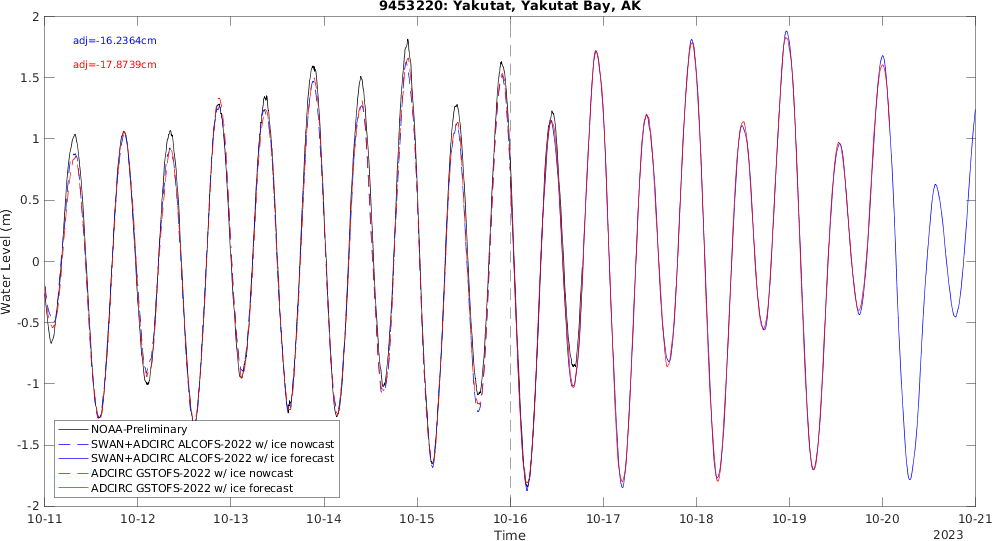 9453220: Yakutat, Yakutat Bay, AK
adj=-16.2364cm
adj=-17.8739cm
Water Level (m)
2
1.5
1
0.5
0
-0.5
-1
-1.5
-2
NOAA-Preliminary
SWAN+ADCIRC ALCOFS-2022 w/ ice nowcast
SWAN+ADCIRC ALCOFS-2022 w/ ice forecast
ADCIRC GSTOFS-2022 w/ ice nowcast
ADCIRC GSTOFS-2022 w/ ice forecast
10-11 10-12 10-13 10-14 10-15 10-16 10-17 10-18 10-19 10-20 10-21
Time
2023